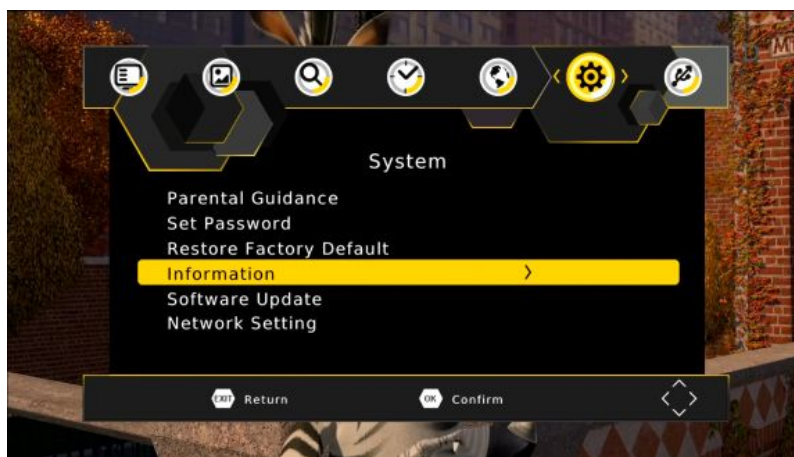 System
Parental Guidance
Set Password
Restore Factory Default
Information
Software Update
Network Setting
EXIT Return
OK Confirm